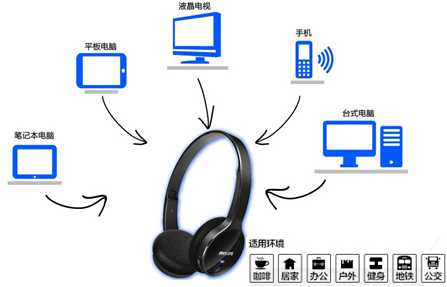 液晶电视
手机
平板电脑
台式电脑
笔记本电脑
PHILIPS
适用环境
咖啡 居家 办公 户外 健身 地铁 公交